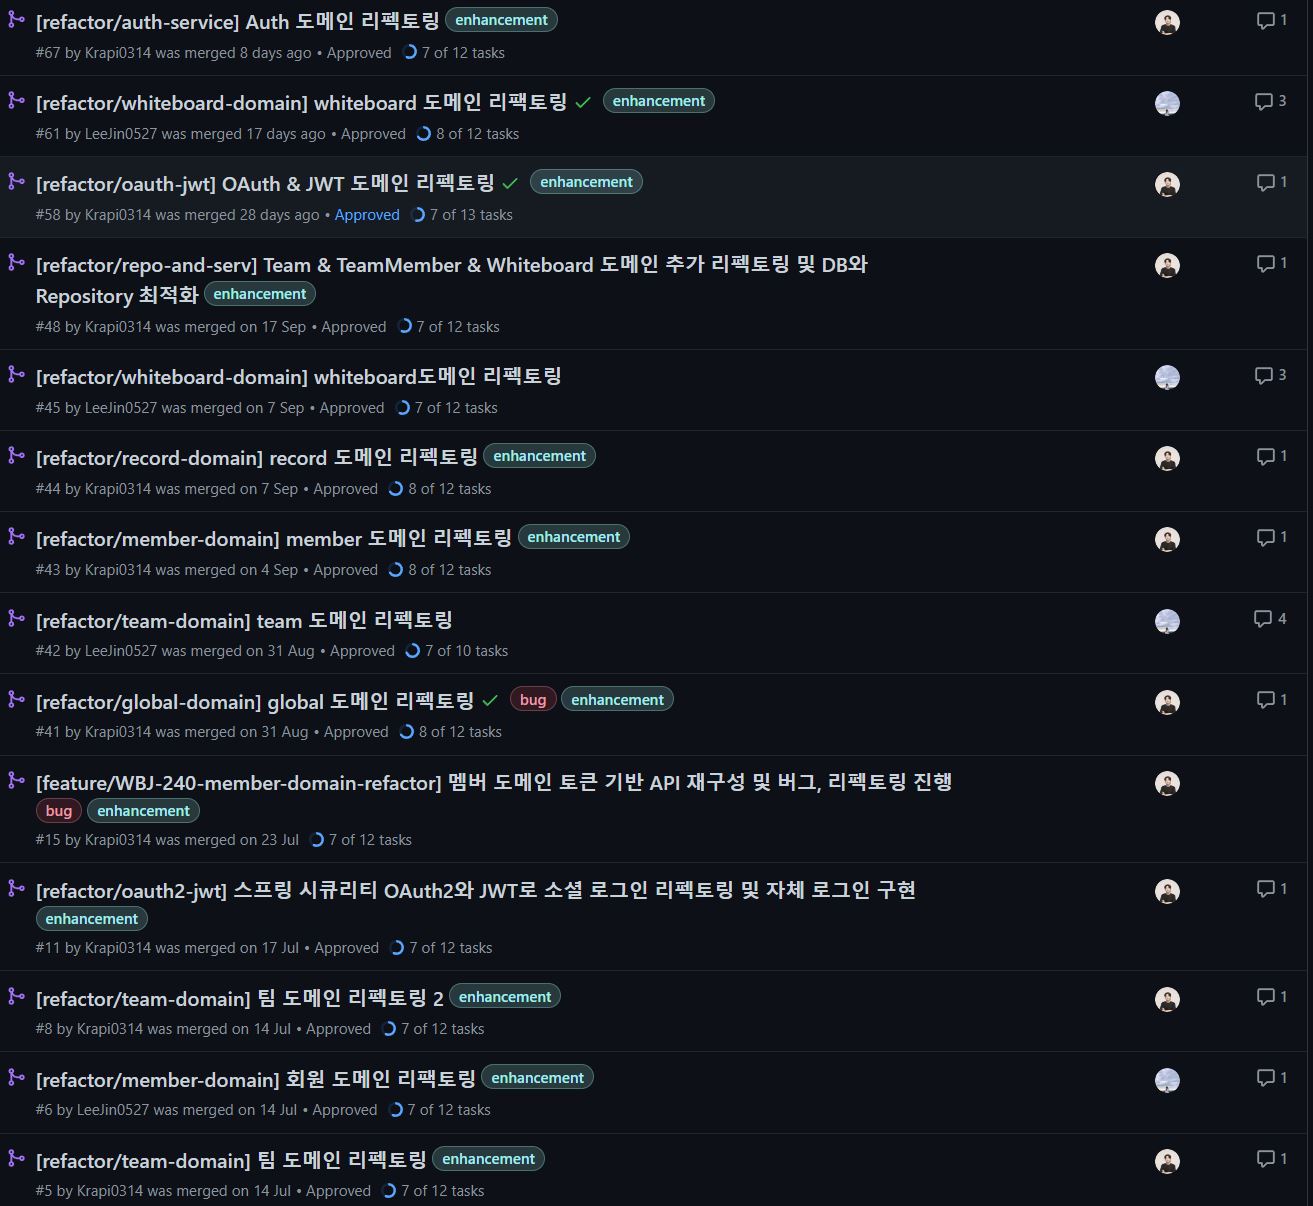 [refactor/auth-service] Auth 도메인 리펙토링 enhancement 1
#67 by Krapi0314 was merged 8 days ago • Approved 7 of 12 tasks
[refactor/whiteboard-domain] whiteboard 도메인 리팩토링 enhancement 3
#61 by LeeJin0527 was merged 17 days ago • Approved 8 of 12 tasks
[refactor/oauth-jwt] OAuth & JWT 도메인 리펙토링 enhancement 1
#58 by Krapi0314 was merged 28 days ago • Approved 7 of 13 tasks
[refactor/repo-and-serv] Team & TeamMember & Whiteboard 도메인 추가 리펙토링 및 DB와 1
Repository 최적화 enhancement
#48 by Krapi0314 was merged on 17 Sep • Approved 7 of 12 tasks
[refactor/whiteboard-domain] whiteboard도메인 리펙토링 3
#45 by LeeJin0527 was merged on 7 Sep • Approved 7 of 12 tasks
[refactor/record-domain] record 도메인 리펙토링 enhancement 1
#44 by Krapi0314 was merged on 7 Sep • Approved 8 of 12 tasks
[refactor/member-domain] member 도메인 리펙토링 enhancement 1
#43 by Krapi0314 was merged on 4 Sep • Approved 8 of 12 tasks
[refactor/team-domain] team 도메인 리펙토링 4
#42 by LeeJin0527 was merged on 31 Aug • Approved 7 of 10 tasks
[refactor/global-domain] global 도메인 리펙토링 bug enhancement 1
#41 by Krapi0314 was merged on 31 Aug • Approved 8 of 12 tasks
[feature/WBJ-240-member-domain-refactor] 멤버 도메인 토큰 기반 API 재구성 및 버그, 리펙토링 진행
bug enhancement
#15 by Krapi0314 was merged on 23 Jul 7 of 12 tasks
[refactor/oauth2-jwt] 스프링 시큐리티 OAuth2와 JWT로 소셜 로그인 리펙토링 및 자체 로그인 구현 1
enhancement
#11 by Krapi0314 was merged on 17 Jul • Approved 7 of 12 tasks
[refactor/team-domain] 팀 도메인 리펙토링 2 enhancement 1
#8 by Krapi0314 was merged on 14 Jul • Approved 7 of 12 tasks
[refactor/member-domain] 회원 도메인 리팩토링 enhancement 1
#6 by LeeJin0527 was merged on 14 Jul • Approved 7 of 12 tasks
[refactor/team-domain] 팀 도메인 리펙토링 enhancement 1
#5 by Krapi0314 was merged on 14 Jul • Approved 7 of 12 tasks